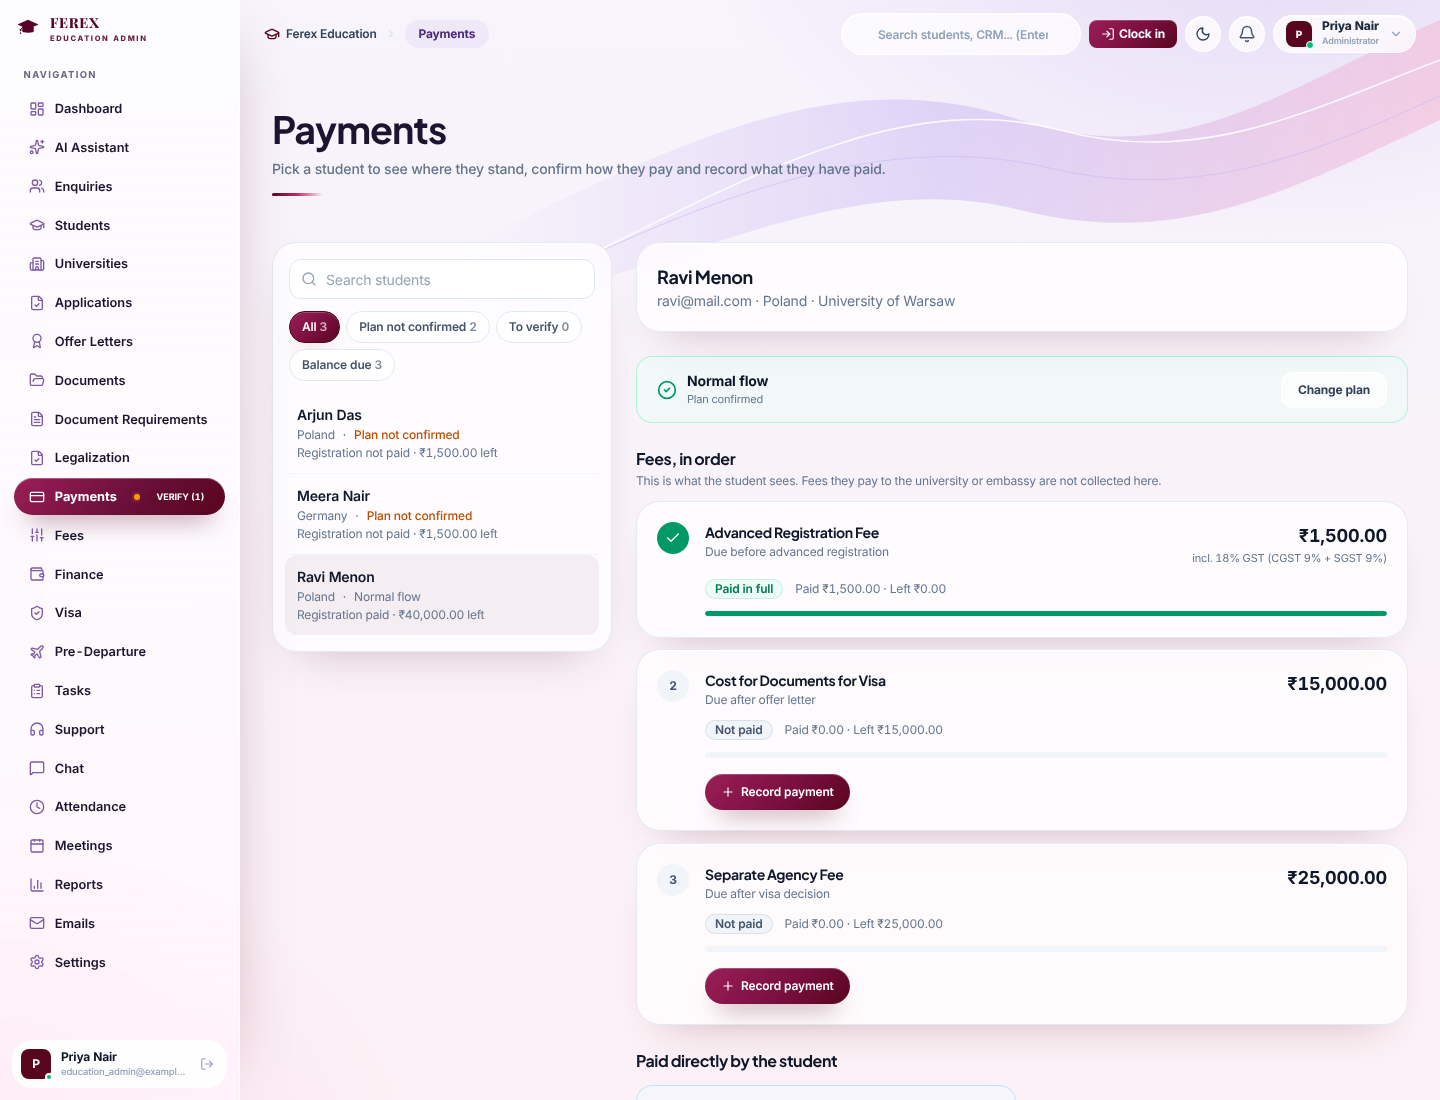 FEREX
EDUCATION ADMIN
NAVIGATION
Dashboard
AI Assistant
Enquiries
Students
Universities
Applications
Offer Letters
Documents
Document Requirements
Legalization
Payments VERIFY (1)
Fees
Finance
Visa
Pre-Departure
Tasks
Support
Chat
Attendance
Meetings
Reports
Emails
Settings
P
Priya Nair
education_admin@exampl...
Ferex Education
Payments
Search students, CRM... (Enter
Clock in
P
Priya Nair
Administrator
Payments
Pick a student to see where they stand, confirm how they pay and record what they have paid.
Search students
All 3
Plan not confirmed 2
To verify 0
Balance due 3
Arjun Das
Poland · Plan not confirmed
Registration not paid · ₹1,500.00 left
Meera Nair
Germany · Plan not confirmed
Registration not paid · ₹1,500.00 left
Ravi Menon
Poland · Normal flow
Registration paid · ₹40,000.00 left
Ravi Menon
ravi@mail.com · Poland · University of Warsaw
Normal flow
Plan confirmed
Change plan
Fees, in order
This is what the student sees. Fees they pay to the university or embassy are not collected here.
Advanced Registration Fee
Due before advanced registration
₹1,500.00
incl. 18% GST (CGST 9% + SGST 9%)
Paid in full
Paid ₹1,500.00 · Left ₹0.00
2
Cost for Documents for Visa
Due after offer letter
₹15,000.00
Not paid
Paid ₹0.00 · Left ₹15,000.00
Record payment
3
Separate Agency Fee
Due after visa decision
₹25,000.00
Not paid
Paid ₹0.00 · Left ₹25,000.00
Record payment
Paid directly by the student